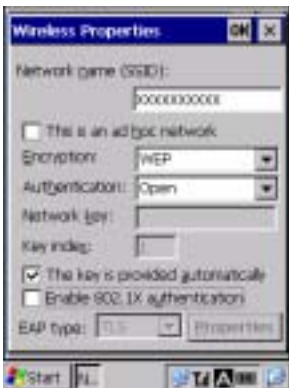 Wireless Properties OK ×
Network name (SSID):
XXXXXXXXXXX
This is an ad hoc network
Encryption: WEP
Authentication: Open
Network key:
Key index: 1
The key is provided automatically
Enable 802.1X authentication
EAP type: TLS Properties
Start